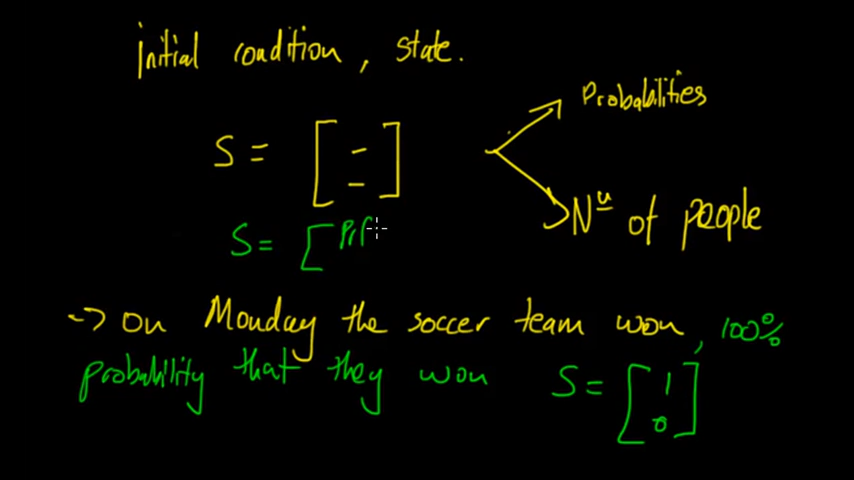 initial condition, state.
Probabilities
S = [ - - ]
Nu of people
S = [
-> On Monday the soccer team won, 100%
probability that they won S = [ 1 0 ]